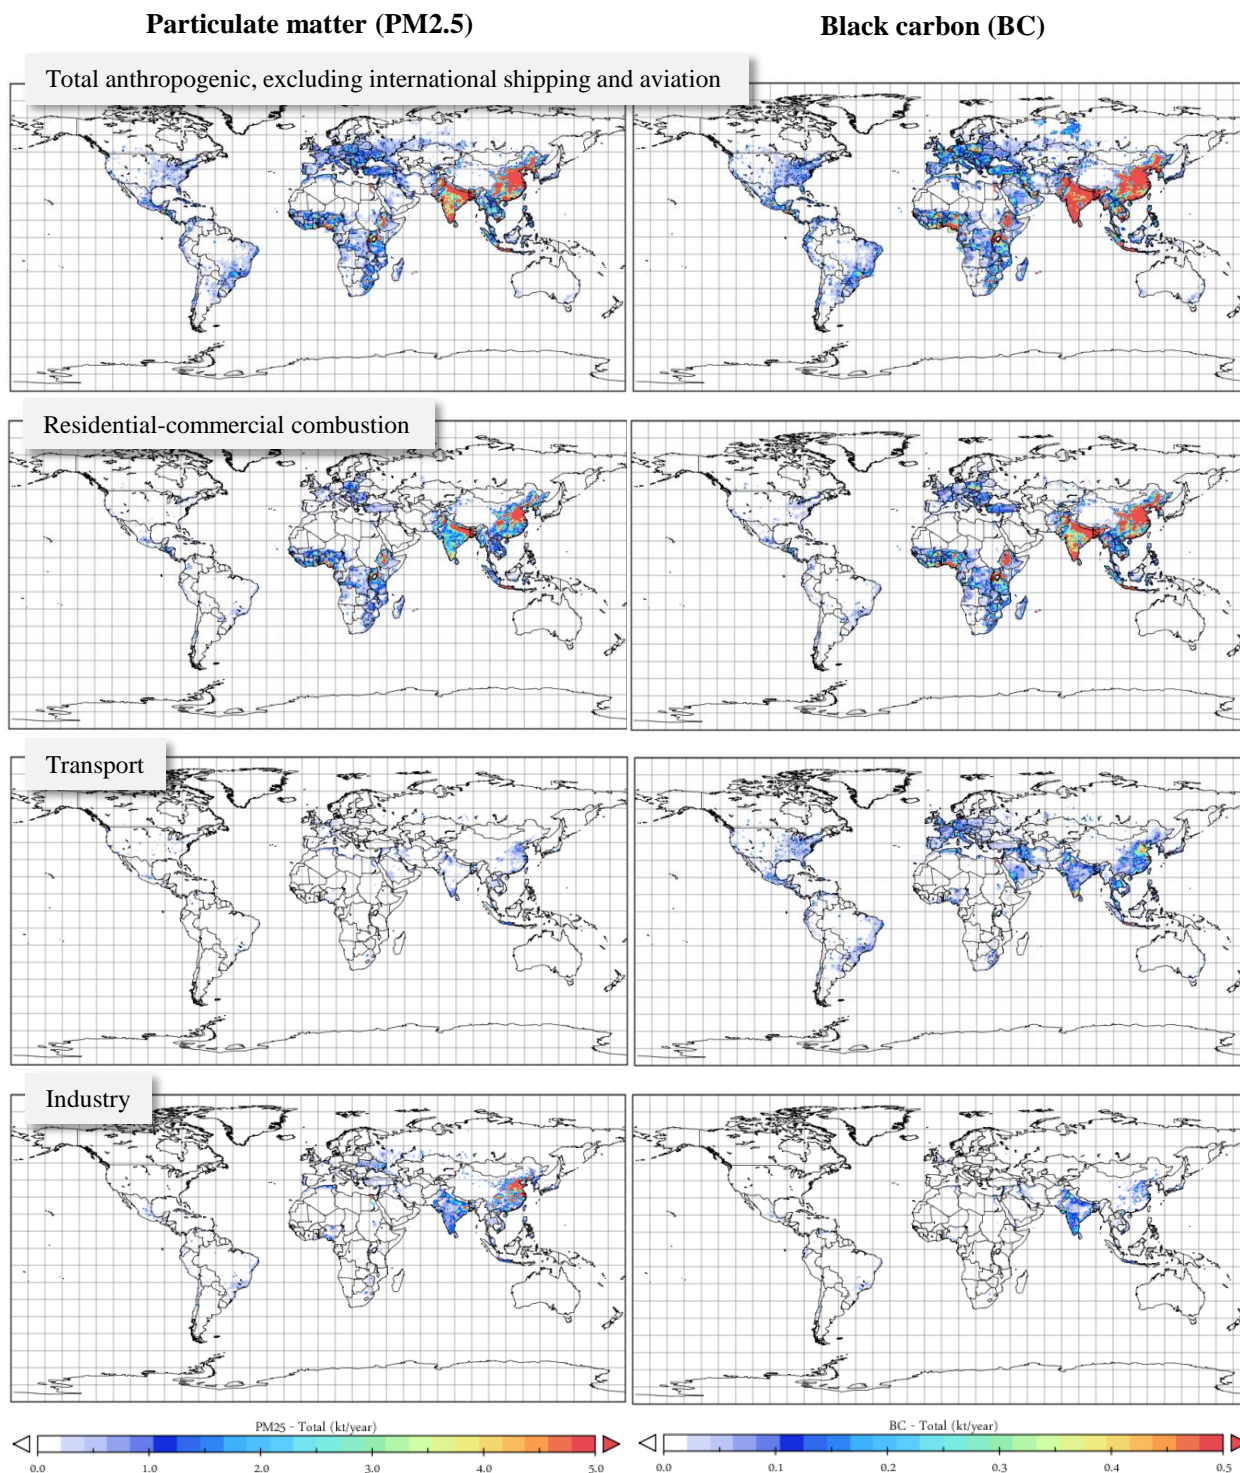 Particulate matter (PM2.5)
Black carbon (BC)
Total anthropogenic, excluding international shipping and aviation
Residential-commercial combustion
Transport
Industry
PM25 - Total (kt/year)
0.0 1.0 2.0 3.0 4.0 5.0
BC - Total (kt/year)
0.0 0.1 0.2 0.3 0.4 0.5